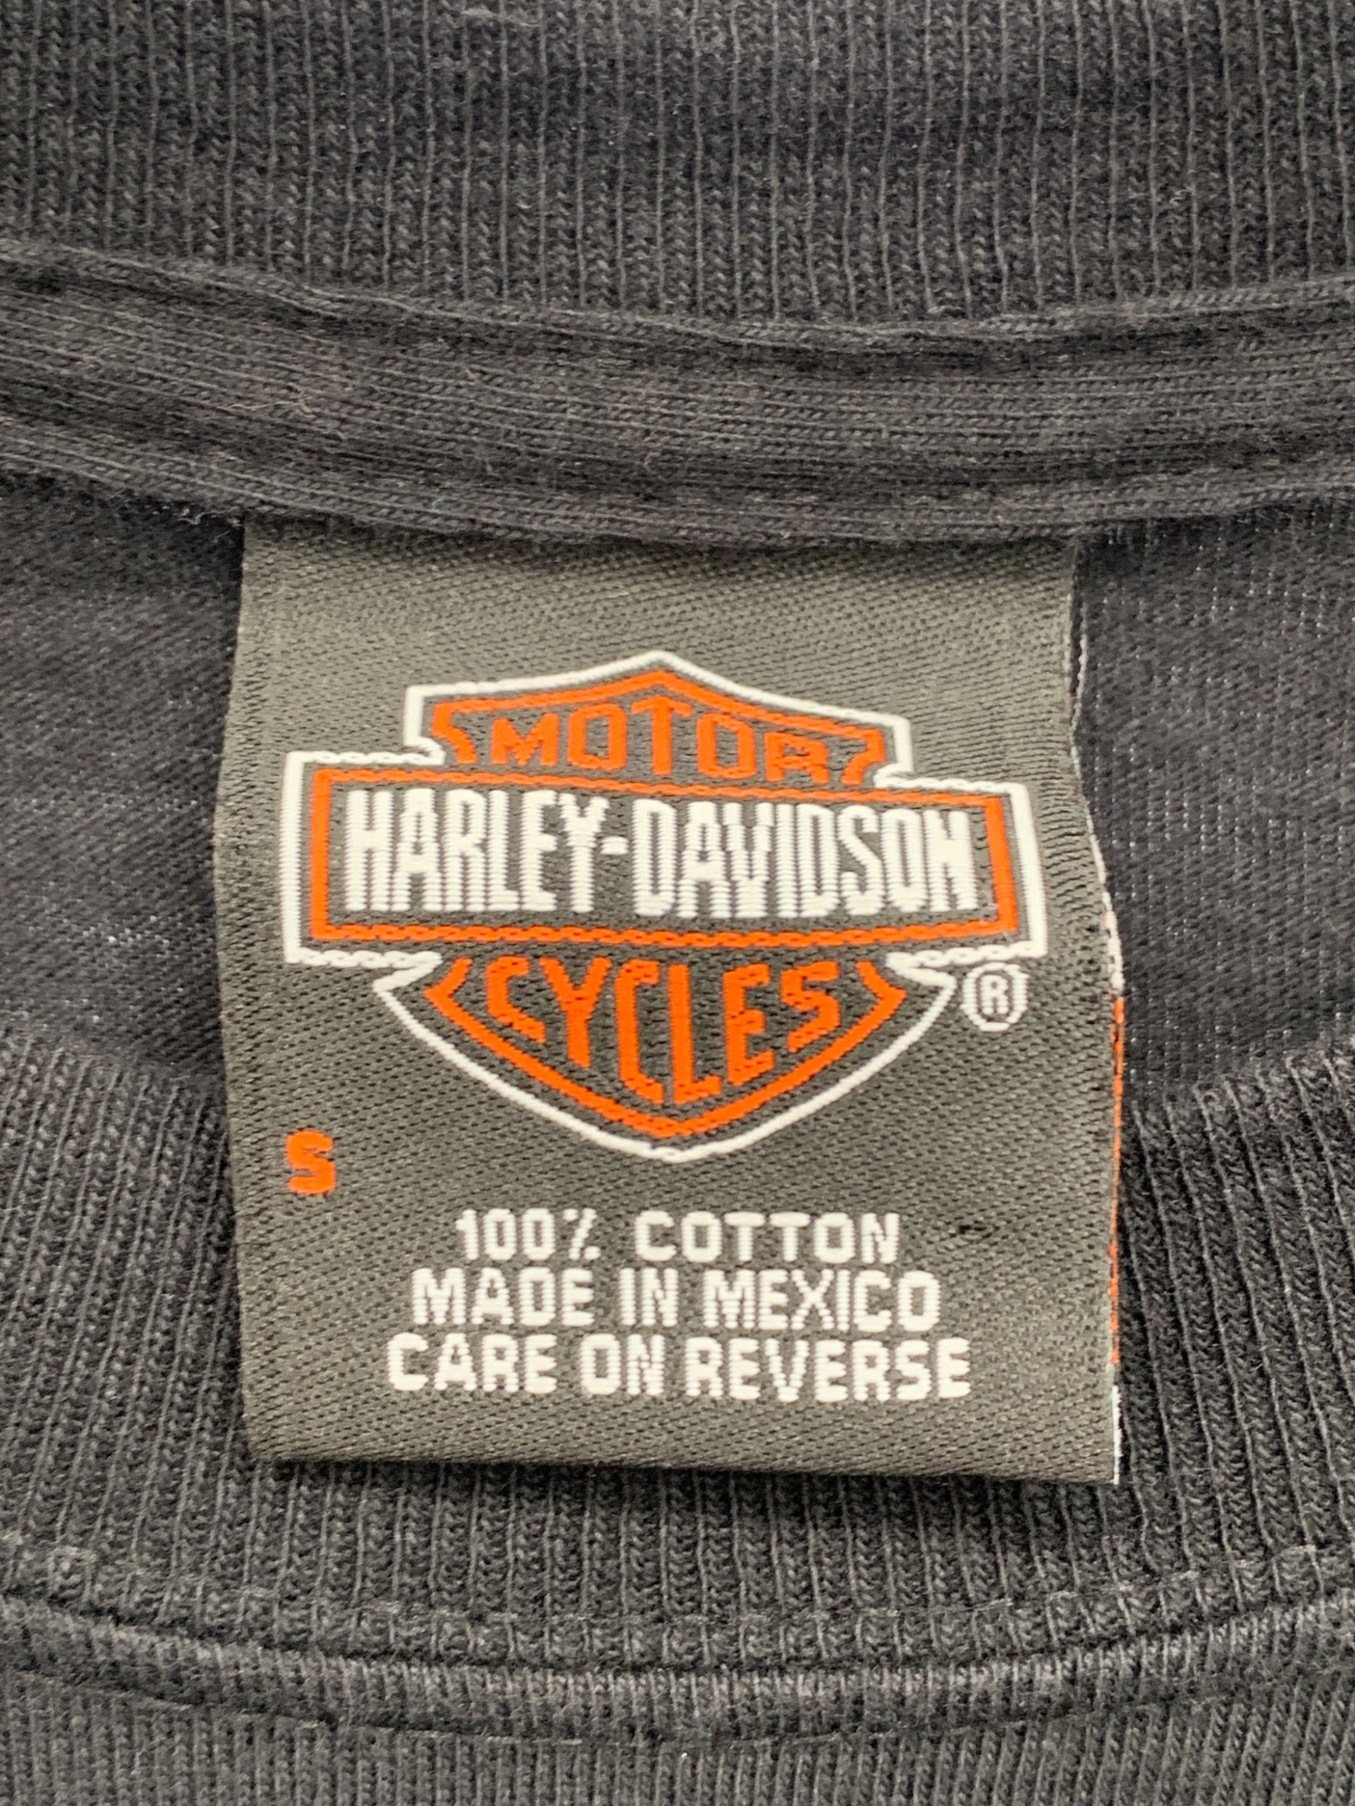 MOTOR
HARLEY-DAVIDSON
CYCLES
®
S
100% COTTON
MADE IN MEXICO
CARE ON REVERSE